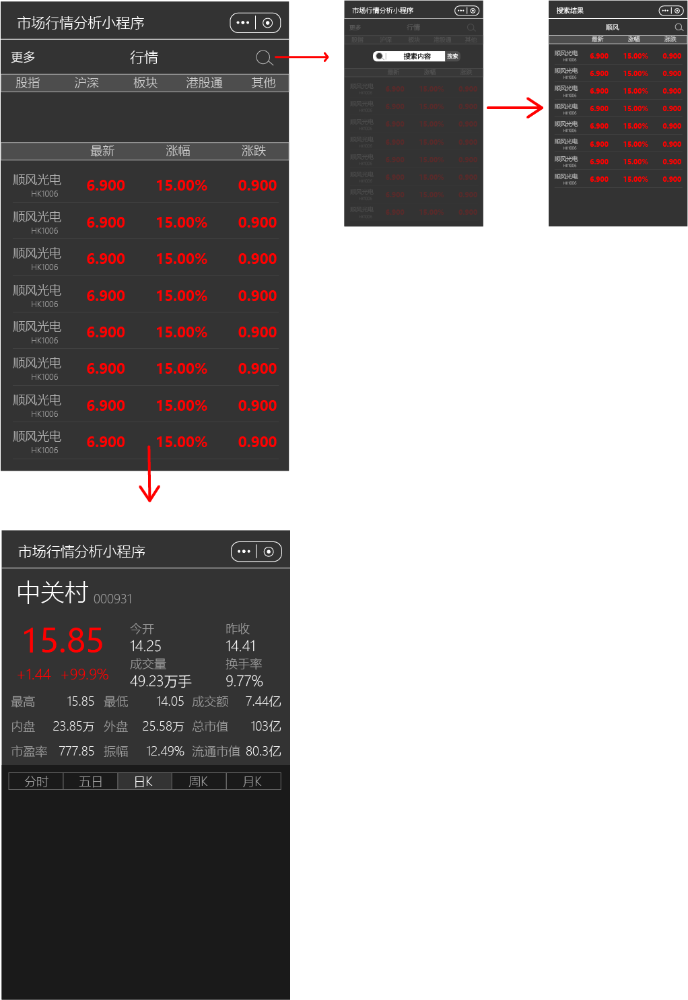 市场行情分析小程序
更多 行情
股指 沪深 板块 港股通 其他
最新 涨幅 涨跌
顺风光电 6.900 15.00% 0.900
HK1006
顺风光电 6.900 15.00% 0.900
HK1006
顺风光电 6.900 15.00% 0.900
HK1006
顺风光电 6.900 15.00% 0.900
HK1006
顺风光电 6.900 15.00% 0.900
HK1006
顺风光电 6.900 15.00% 0.900
HK1006
顺风光电 6.900 15.00% 0.900
HK1006
顺风光电 6.900 15.00% 0.900
HK1006
市场行情分析小程序
更多 行情
股指 沪深 板块 港股通 其他
搜索内容 搜索
最新 涨幅 涨跌
顺风光电 6.900 15.00% 0.900
HK1006
顺风光电 6.900 15.00% 0.900
HK1006
顺风光电 6.900 15.00% 0.900
HK1006
顺风光电 6.900 15.00% 0.900
HK1006
顺风光电 6.900 15.00% 0.900
HK1006
顺风光电 6.900 15.00% 0.900
HK1006
顺风光电 6.900 15.00% 0.900
HK1006
顺风光电 6.900 15.00% 0.900
HK1006
搜索结果
顺风
最新 涨幅 涨跌
顺风光电 6.900 15.00% 0.900
HK1006
顺风光电 6.900 15.00% 0.900
HK1006
顺风光电 6.900 15.00% 0.900
HK1006
顺风光电 6.900 15.00% 0.900
HK1006
顺风光电 6.900 15.00% 0.900
HK1006
顺风光电 6.900 15.00% 0.900
HK1006
顺风光电 6.900 15.00% 0.900
HK1006
顺风光电 6.900 15.00% 0.900
HK1006
市场行情分析小程序
中关村 000931
15.85
+1.44 +99.9%
今开 昨收
14.25 14.41
成交量 换手率
49.23万手 9.77%
最高 15.85 最低 14.05 成交额 7.44亿
内盘 23.85万 外盘 25.58万 总市值 103亿
市盈率 777.85 振幅 12.49% 流通市值 80.3亿
分时 五日 日K 周K 月K